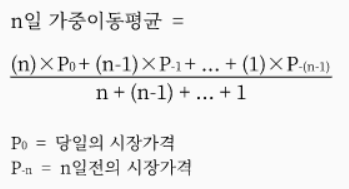 n일 가중이동평균 =
(n)×P₀+ (n-1)×P₋₁+ ... + (1)×P₋₍ₙ₋₁₎
n + (n-1) + ... + 1
P₀ = 당일의 시장가격
P₋ₙ = n일전의 시장가격